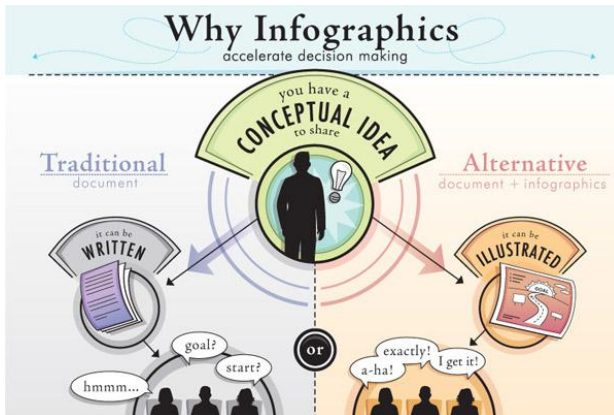 Why Infographics
accelerate decision making
you have a
CONCEPTUAL IDEA
to share
Traditional
document
Alternative
document + infographics
it can be
WRITTEN
it can be
ILLUSTRATED
GOAL
goal?
start?
hmmm...
or
exactly!
a-ha!
I get it!